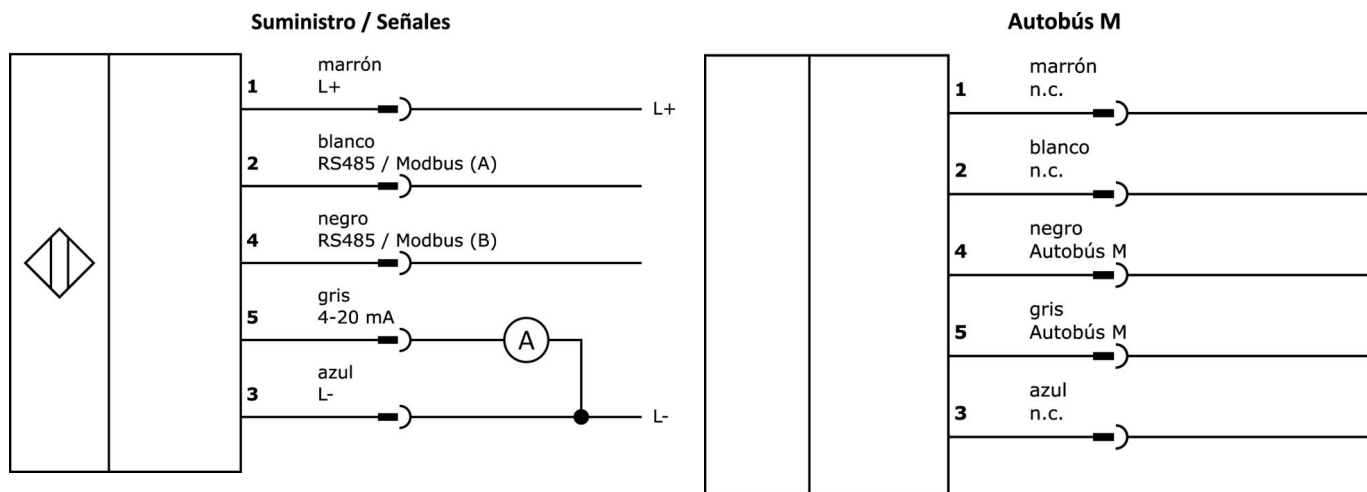 Suministro / Señales
marrón
1 L+
L+
blanco
2 RS485 / Modbus (A)
negro
4 RS485 / Modbus (B)
gris
5 4-20 mA
A
azul
3 L-
L-
Autobús M
marrón
1 n.c.
blanco
2 n.c.
negro
4 Autobús M
gris
5 Autobús M
azul
3 n.c.